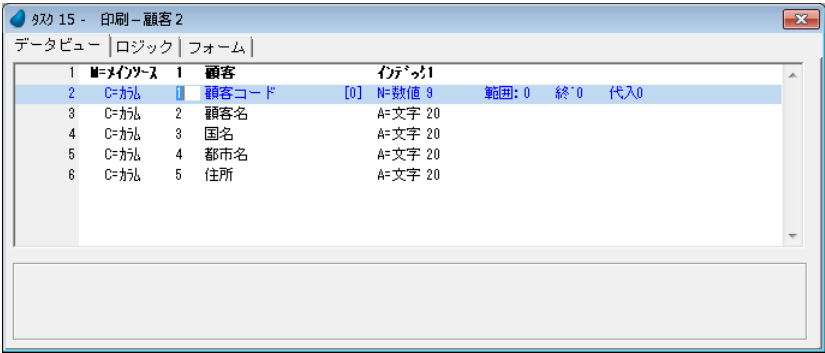 タスク 15 - 印刷－顧客2
データビュー ロジック フォーム
1 M=メインソース 1 顧客 インデックス1
2 C=カラム 1 顧客コード [0] N=数値 9 範囲: 0 終 0 代入0
3 C=カラム 2 顧客名 A=文字 20
4 C=カラム 3 国名 A=文字 20
5 C=カラム 4 都市名 A=文字 20
6 C=カラム 5 住所 A=文字 20